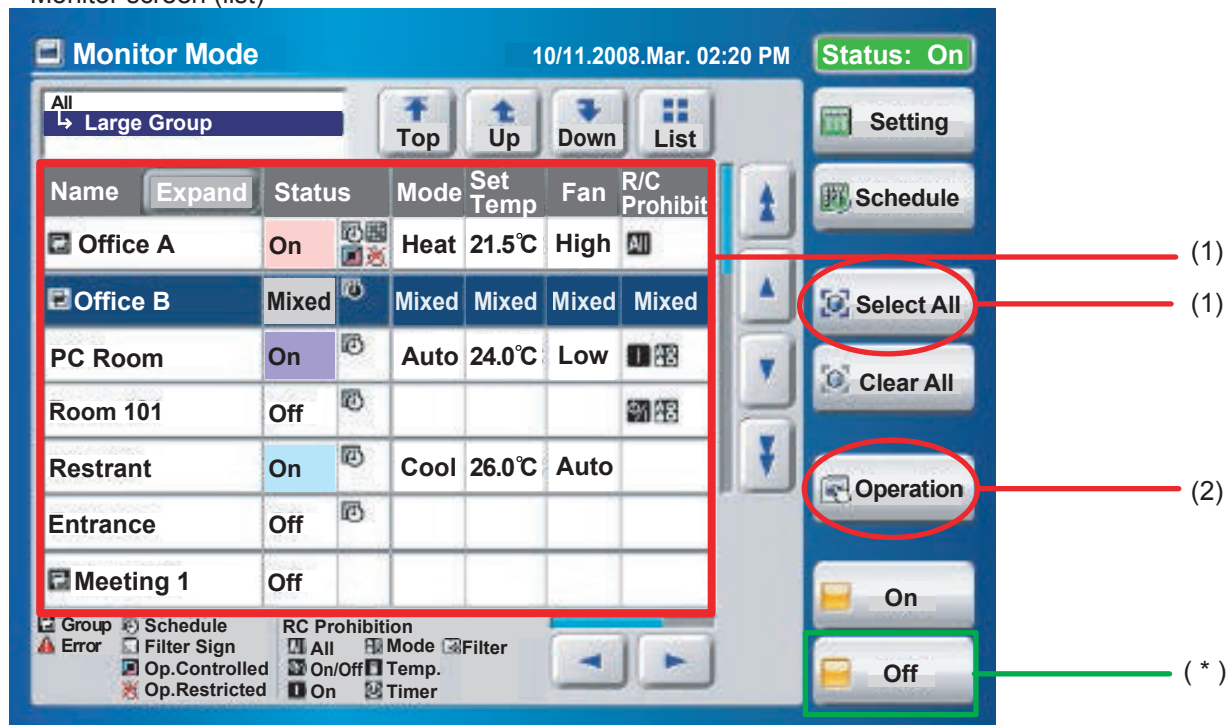 Monitor screen (list)
Monitor Mode 10/11.2008.Mar. 02:20 PM Status: On
All
Large Group
Top Up Down List
Setting
Schedule
Name Expand Status Mode Set Temp Fan R/C Prohibit
Office A On Heat 21.5℃ High All
(1)
Office B Mixed Mixed Mixed Mixed Mixed
Select All (1)
PC Room On Auto 24.0℃ Low
Clear All
Room 101 Off
Restrant On Cool 26.0℃ Auto
Operation (2)
Entrance Off
Meeting 1 Off
On
Group Schedule RC Prohibition
Error Filter Sign All Mode Filter
Op.Controlled On/Off Temp.
Op.Restricted On Timer
Off ( * )